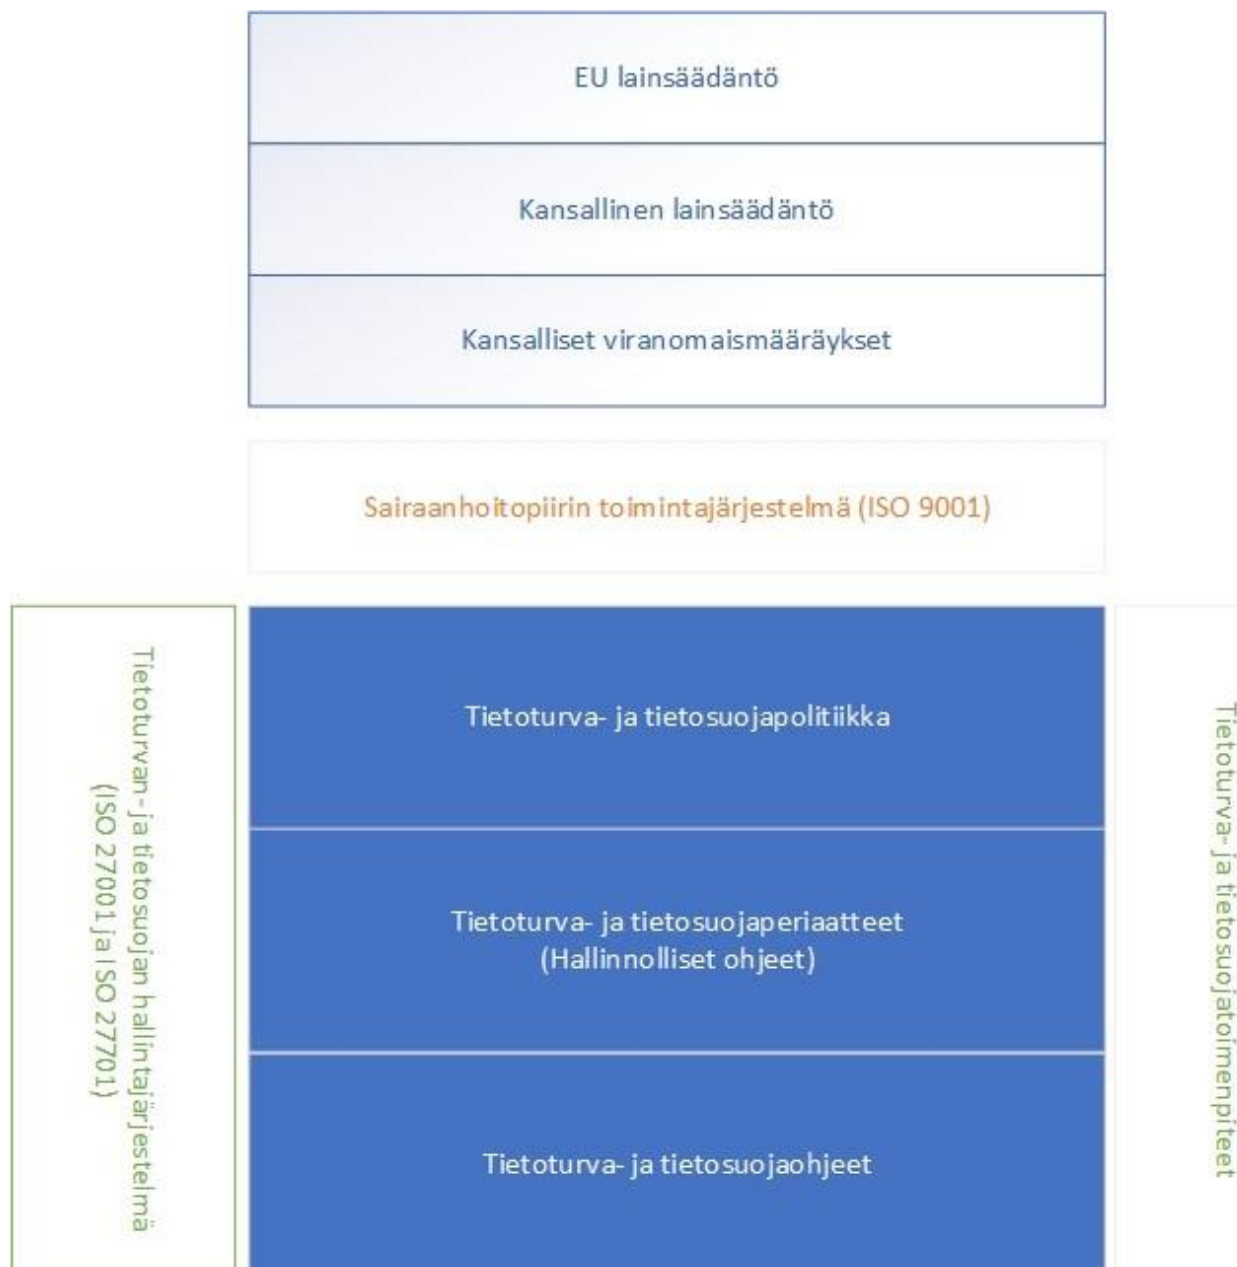 EU lainsäädäntö
Kansallinen lainsäädäntö
Kansalliset viranomaismääräykset
Sairaanhoitopiirin toimintajärjestelmä (ISO 9001)
Tietoturvan- ja tietosuojan hallintajärjestelmä
(ISO 27001 ja ISO 27701)
Tietoturva- ja tietosuojapolitiikka
Tietoturva- ja tietosuojaperiaatteet
(Hallinnolliset ohjeet)
Tietoturva- ja tietosuojaohjeet
Tietoturva- ja tietosuojatoimenpiteet